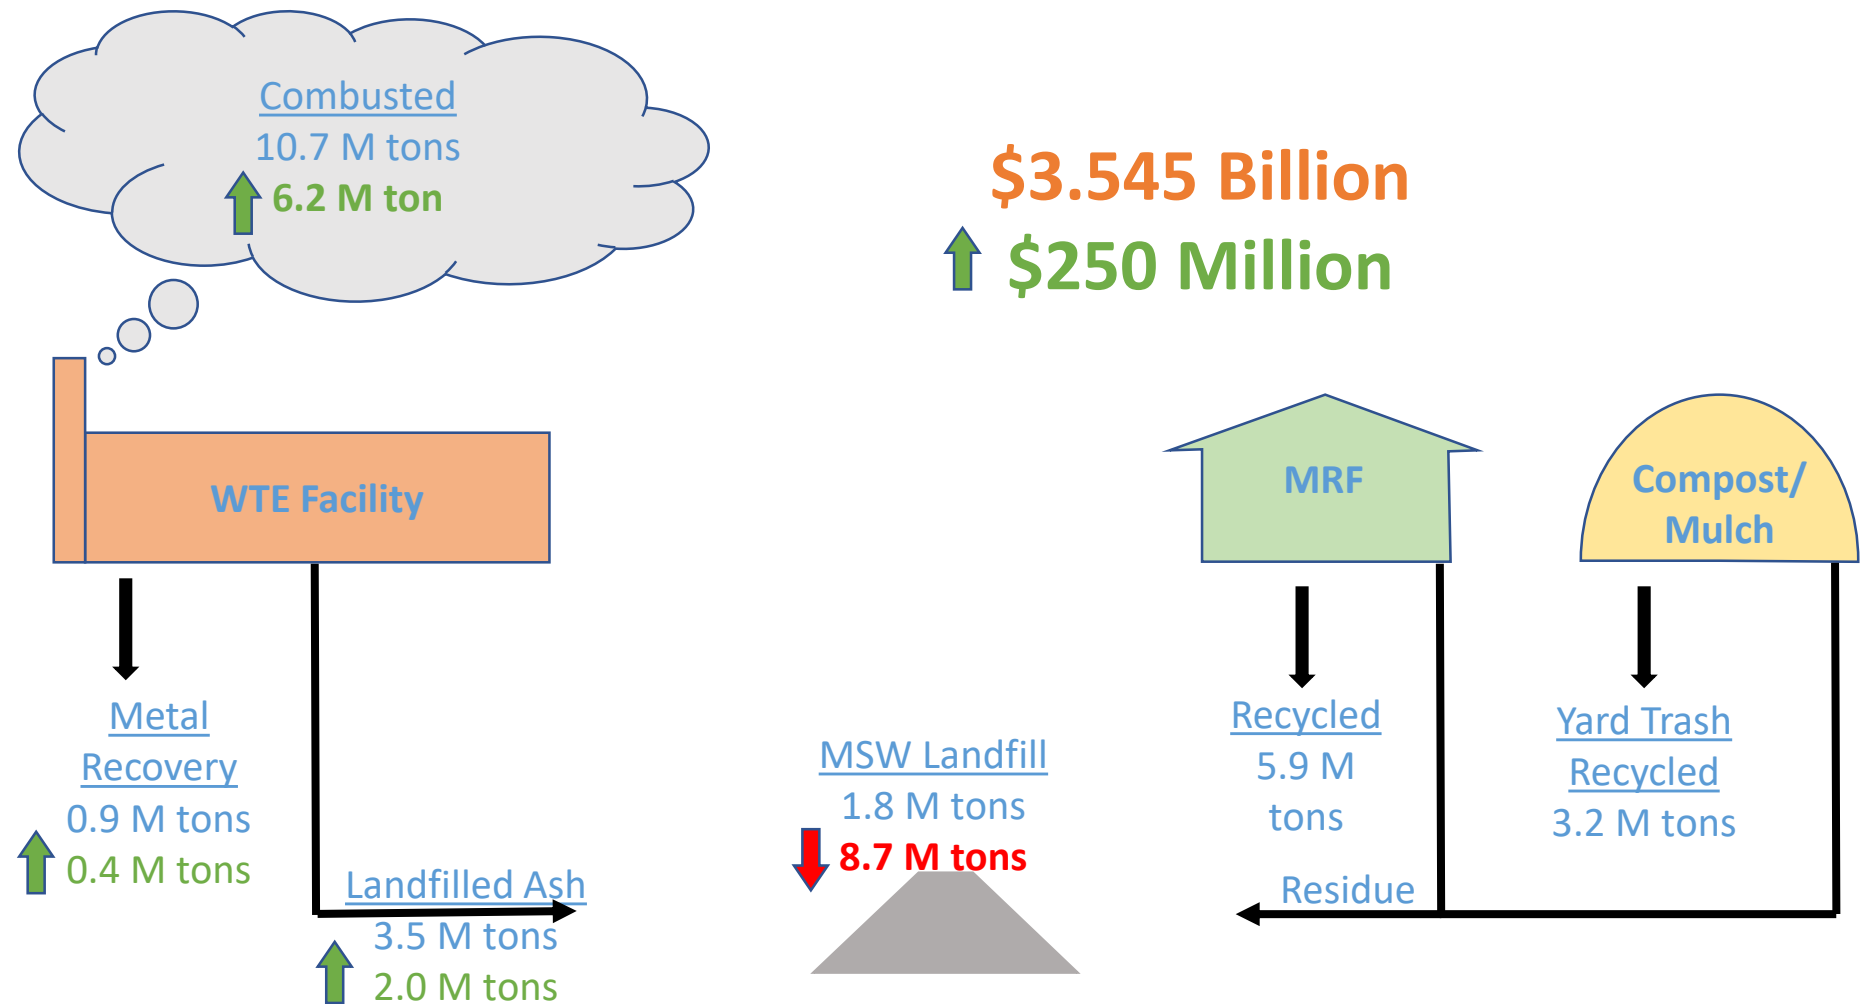 Combusted
10.7 M tons
6.2 M ton
$3.545 Billion
$250 Million
WTE Facility
MRF
Compost/
Mulch
Metal
Recovery
0.9 M tons
0.4 M tons
Landfilled Ash
3.5 M tons
2.0 M tons
MSW Landfill
1.8 M tons
8.7 M tons
Recycled
5.9 M
tons
Yard Trash
Recycled
3.2 M tons
Residue